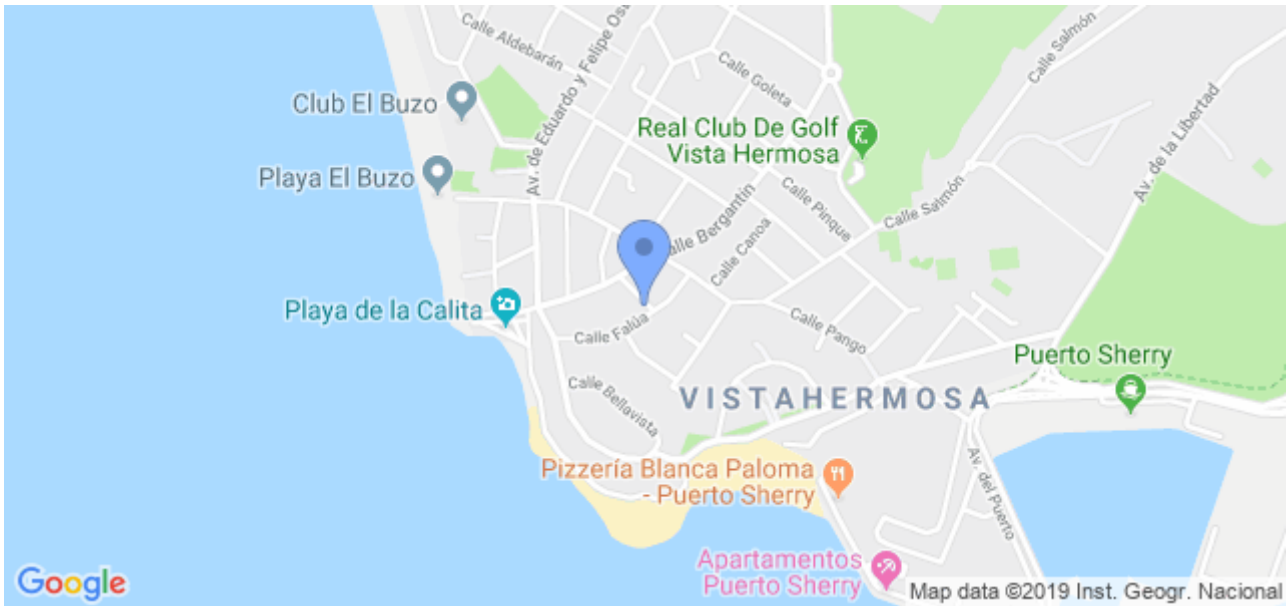 Calle Aldebarán
Av. de Eduardo y Felipe Os
Calle Salmón
Calle Goleta
Club El Buzo
Real Club De Golf
Vista Hermosa
Av. de la Libertad
Playa El Buzo
Calle Pinque
Calle Salmón
alle Bergantín
Calle Canoa
Playa de la Calita
Calle Falúa
Calle Pango
Puerto Sherry
Calle Bellavista
VISTAHERMOSA
Pizzería Blanca Paloma
- Puerto Sherry
Av. del Puerto
Apartamentos
Puerto Sherry
Google
Map data ©2019 Inst. Geogr. Nacional